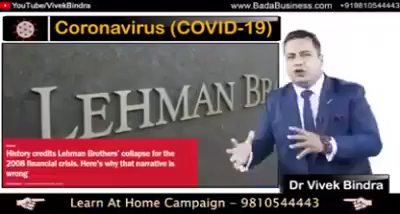 YouTube/VivekBindra
www.BadaBusiness.com
+919810544443
Coronavirus (COVID-19)
LEHMAN BR
History credits Lehman Brothers' collapse for the
2008 financial crisis. Here's why that narrative is
wrong
Dr Vivek Bindra
Learn At Home Campaign - 9810544443